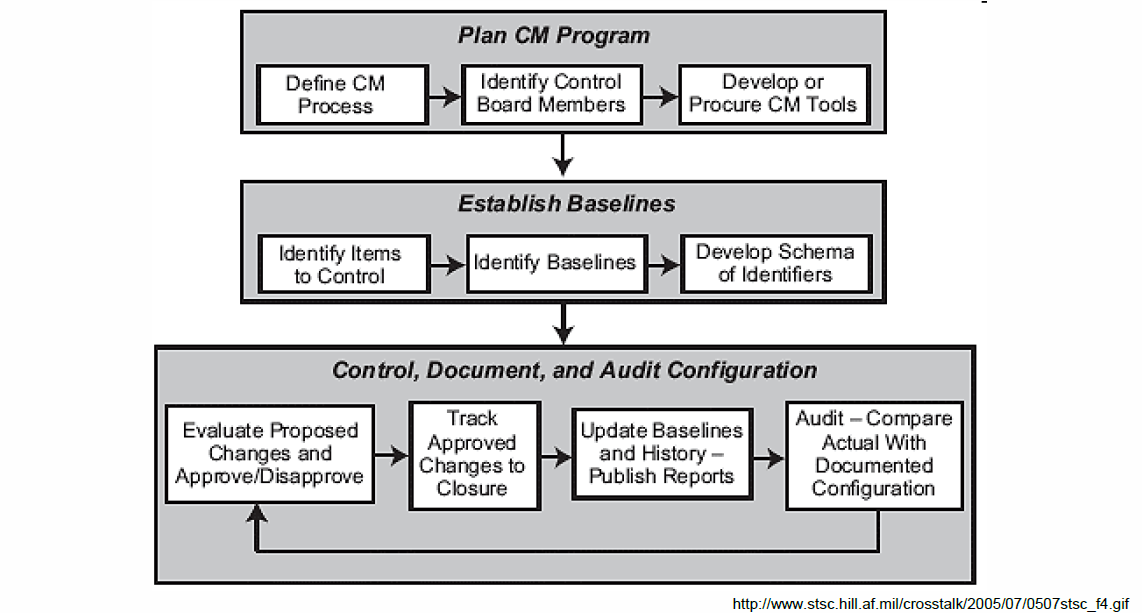 Plan CM Program
Define CM
Process
Identify Control
Board Members
Develop or
Procure CM Tools
Establish Baselines
Identify Items
to Control
Identify Baselines
Develop Schema
of Identifiers
Control, Document, and Audit Configuration
Evaluate Proposed
Changes and
Approve/Disapprove
Track
Approved
Changes to
Closure
Update Baselines
and History –
Publish Reports
Audit – Compare
Actual With
Documented
Configuration
http://www.stsc.hill.af.mil/crosstalk/2005/07/0507stsc_f4.gif